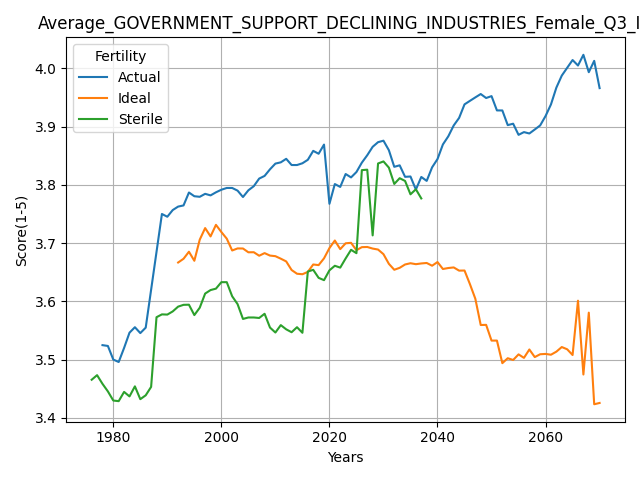 Average_GOVERNMENT_SUPPORT_DECLINING_INDUSTRIES_Female_Q3_I
Fertility
Actual
Ideal
Sterile
4.0
3.9
3.8
3.7
3.6
3.5
3.4
Score(1-5)
1980
2000
2020
2040
2060
Years